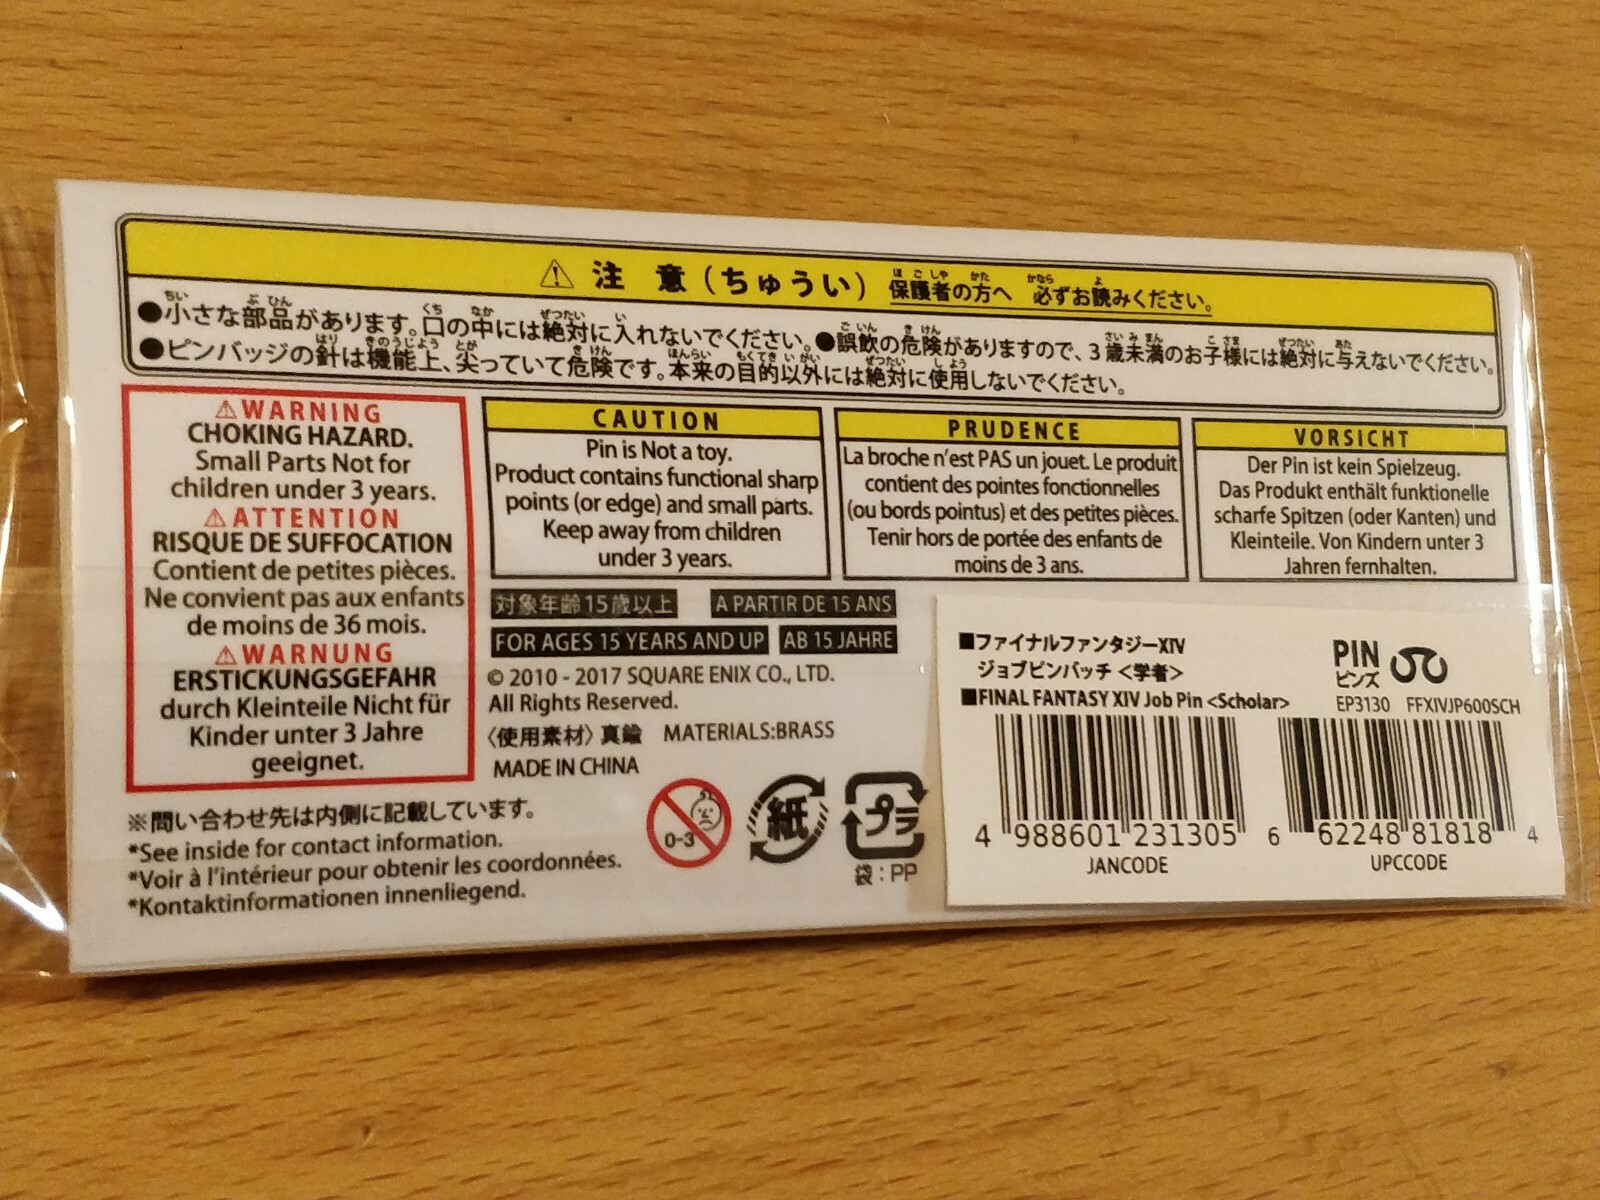 ⚠注 意(ちゅうい) 保護者の方へ 必ずお読みください。
●小さな部品があります。口の中には絶対に入れないでください。●誤飲の危険がありますので、3歳未満のお子様には絶対に与えないでください。
●ピンバッジの針は機能上、尖っていて危険です。本来の目的以外には絶対に使用しないでください。
⚠WARNING
CHOKING HAZARD.
Small Parts Not for
children under 3 years.
⚠ATTENTION
RISQUE DE SUFFOCATION
Contient de petites pièces.
Ne convient pas aux enfants
de moins de 36 mois.
⚠WARNUNG
ERSTICKUNGSGEFAHR
durch Kleinteile Nicht für
Kinder unter 3 Jahre
geeignet.
CAUTION
Pin is Not a toy.
Product contains functional sharp
points (or edge) and small parts.
Keep away from children
under 3 years.
PRUDENCE
La broche n'est PAS un jouet. Le produit
contient des pointes fonctionnelles
(ou bords pointus) et des petites pièces.
Tenir hors de portée des enfants de
moins de 3 ans.
VORSICHT
Der Pin ist kein Spielzeug.
Das Produkt enthält funktionelle
scharfe Spitzen (oder Kanten) und
Kleinteile. Von Kindern unter 3
Jahren fernhalten.
対象年齢15歳以上 A PARTIR DE 15 ANS
FOR AGES 15 YEARS AND UP AB 15 JAHRE
© 2010 - 2017 SQUARE ENIX CO., LTD.
All Rights Reserved.
〈使用素材〉真鍮 MATERIALS:BRASS
MADE IN CHINA
※問い合わせ先は内側に記載しています。
*See inside for contact information.
*Voir à l'intérieur pour obtenir les coordonnées.
*Kontaktinformationen innenliegend.
0-3
紙
プラ
袋:PP
■ファイナルファンタジーXIV
ジョブピンバッチ <学者>
■FINAL FANTASY XIV Job Pin <Scholar>
PIN
ピンズ
EP3130 FFXIVJP600SCH
4 988601 231305
JANCODE
6 62248 81818 4
UPCCODE